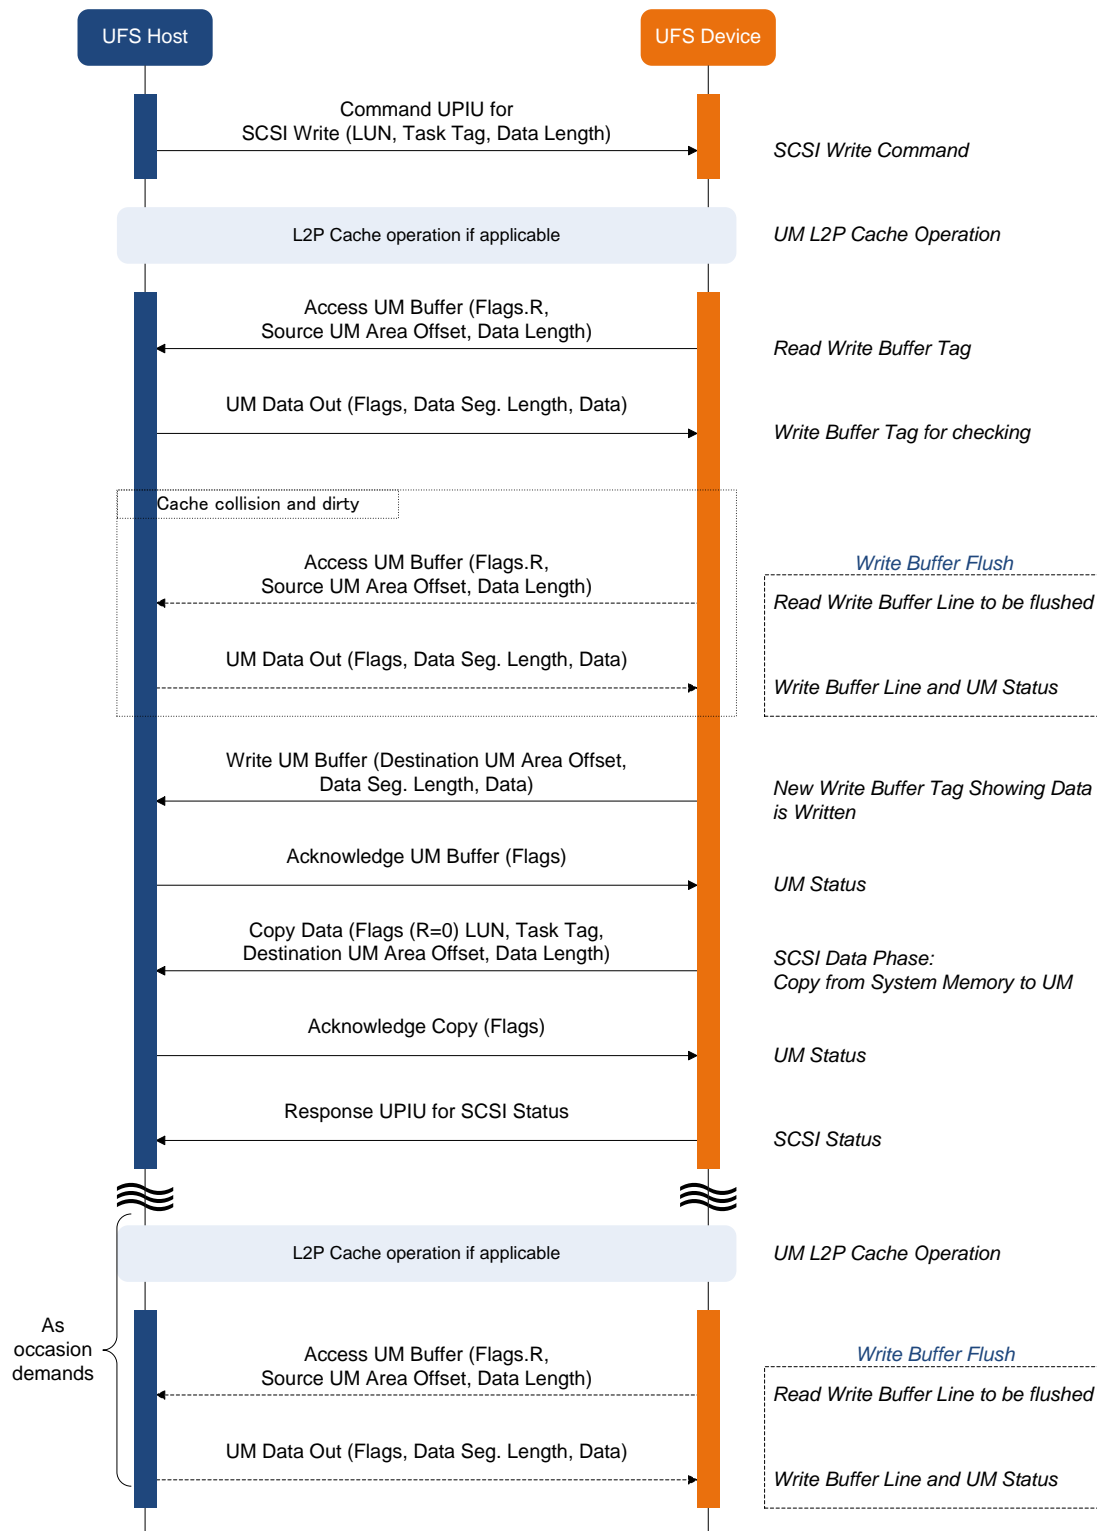 UFS Host
UFS Device
Command UPIU for
SCSI Write (LUN, Task Tag, Data Length)
SCSI Write Command
L2P Cache operation if applicable
UM L2P Cache Operation
Access UM Buffer (Flags.R,
Source UM Area Offset, Data Length)
Read Write Buffer Tag
UM Data Out (Flags, Data Seg. Length, Data)
Write Buffer Tag for checking
Cache collision and dirty
Access UM Buffer (Flags.R,
Source UM Area Offset, Data Length)
Write Buffer Flush
Read Write Buffer Line to be flushed
UM Data Out (Flags, Data Seg. Length, Data)
Write Buffer Line and UM Status
Write UM Buffer (Destination UM Area Offset,
Data Seg. Length, Data)
New Write Buffer Tag Showing Data
is Written
Acknowledge UM Buffer (Flags)
UM Status
Copy Data (Flags (R=0) LUN, Task Tag,
Destination UM Area Offset, Data Length)
SCSI Data Phase:
Copy from System Memory to UM
Acknowledge Copy (Flags)
UM Status
Response UPIU for SCSI Status
SCSI Status
L2P Cache operation if applicable
UM L2P Cache Operation
As
occasion
demands
Access UM Buffer (Flags.R,
Source UM Area Offset, Data Length)
Write Buffer Flush
Read Write Buffer Line to be flushed
UM Data Out (Flags, Data Seg. Length, Data)
Write Buffer Line and UM Status